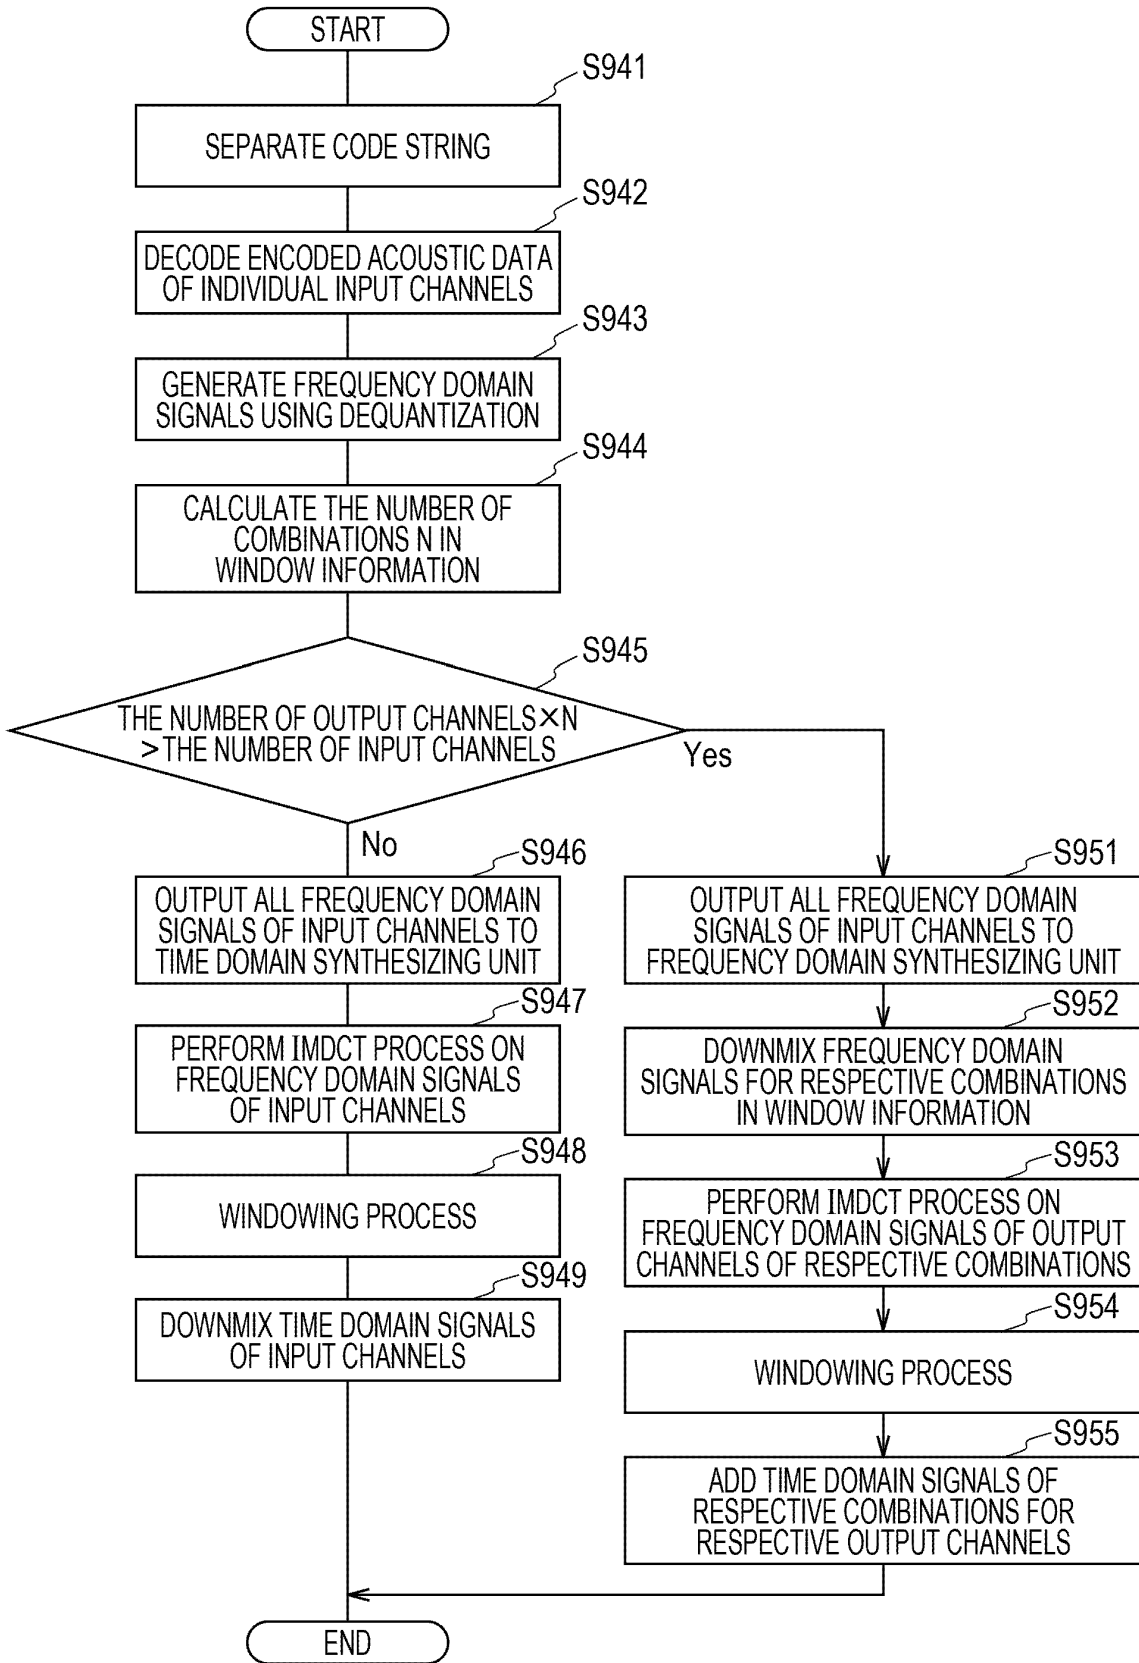 START
S941
SEPARATE CODE STRING
S942
DECODE ENCODED ACOUSTIC DATA
OF INDIVIDUAL INPUT CHANNELS
S943
GENERATE FREQUENCY DOMAIN
SIGNALS USING DEQUANTIZATION
S944
CALCULATE THE NUMBER OF
COMBINATIONS N IN
WINDOW INFORMATION
S945
THE NUMBER OF OUTPUT CHANNELS×N
>THE NUMBER OF INPUT CHANNELS
Yes
No
S946
OUTPUT ALL FREQUENCY DOMAIN
SIGNALS OF INPUT CHANNELS TO
TIME DOMAIN SYNTHESIZING UNIT
S947
PERFORM IMDCT PROCESS ON
FREQUENCY DOMAIN SIGNALS
OF INPUT CHANNELS
S948
WINDOWING PROCESS
S949
DOWNMIX TIME DOMAIN SIGNALS
OF INPUT CHANNELS
S951
OUTPUT ALL FREQUENCY DOMAIN
SIGNALS OF INPUT CHANNELS TO
FREQUENCY DOMAIN SYNTHESIZING UNIT
S952
DOWNMIX FREQUENCY DOMAIN
SIGNALS FOR RESPECTIVE COMBINATIONS
IN WINDOW INFORMATION
S953
PERFORM IMDCT PROCESS ON
FREQUENCY DOMAIN SIGNALS OF OUTPUT
CHANNELS OF RESPECTIVE COMBINATIONS
S954
WINDOWING PROCESS
S955
ADD TIME DOMAIN SIGNALS OF
RESPECTIVE COMBINATIONS FOR
RESPECTIVE OUTPUT CHANNELS
END